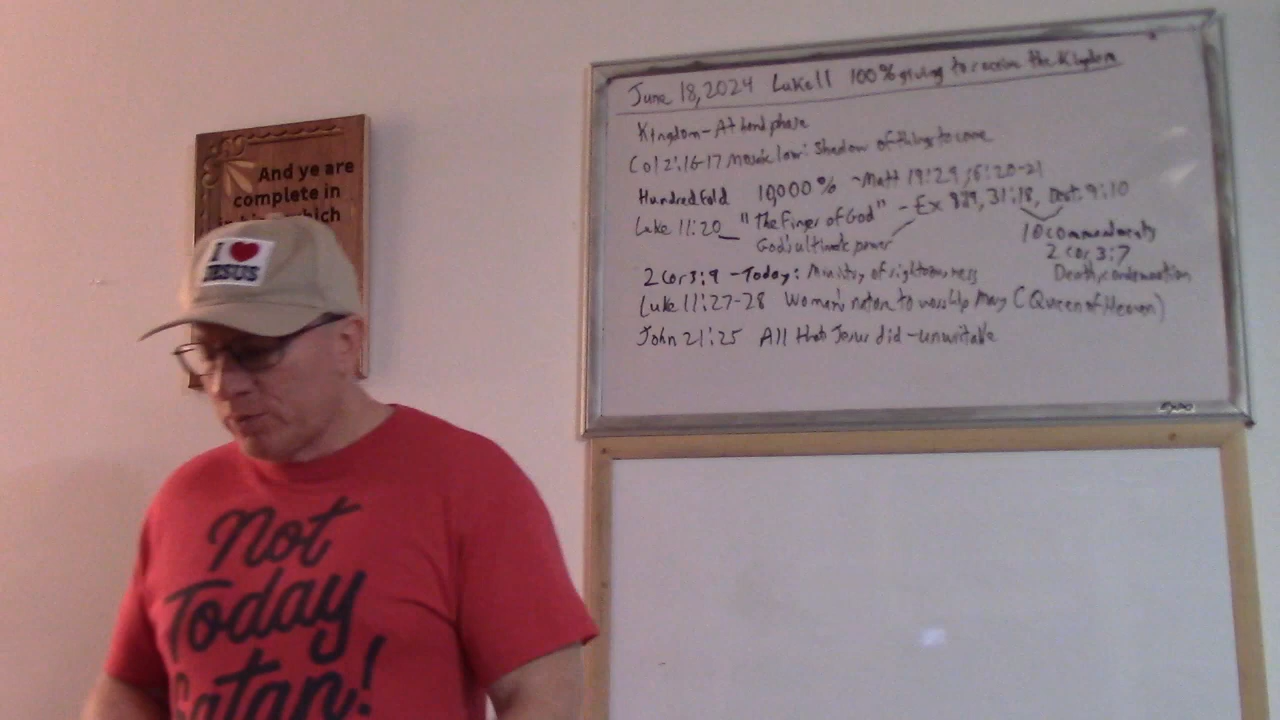 And ye are
complete in
which
I ❤ JESUS
Not
Today
Satan!
June 18, 2024 Luke 11 100% giving to receive the Kingdom
Kingdom - At hand phase
Col 2:16-17 Mosaic law: Shadow of things to come
Hundredfold 10,000% ~Matt 19:29; 6:20-21
Luke 11:20 "The Finger of God" - Ex 8:19, 31:18, Deut. 9:10
God's ultimate power
10 commandments
2 Cor 3:7
Death, condemnation
2 Cor 3:9 - Today: Ministry of righteousness
Luke 11:27-28 Woman's notion to worship Mary (Queen of Heaven)
John 21:25 All that Jesus did - unwritable